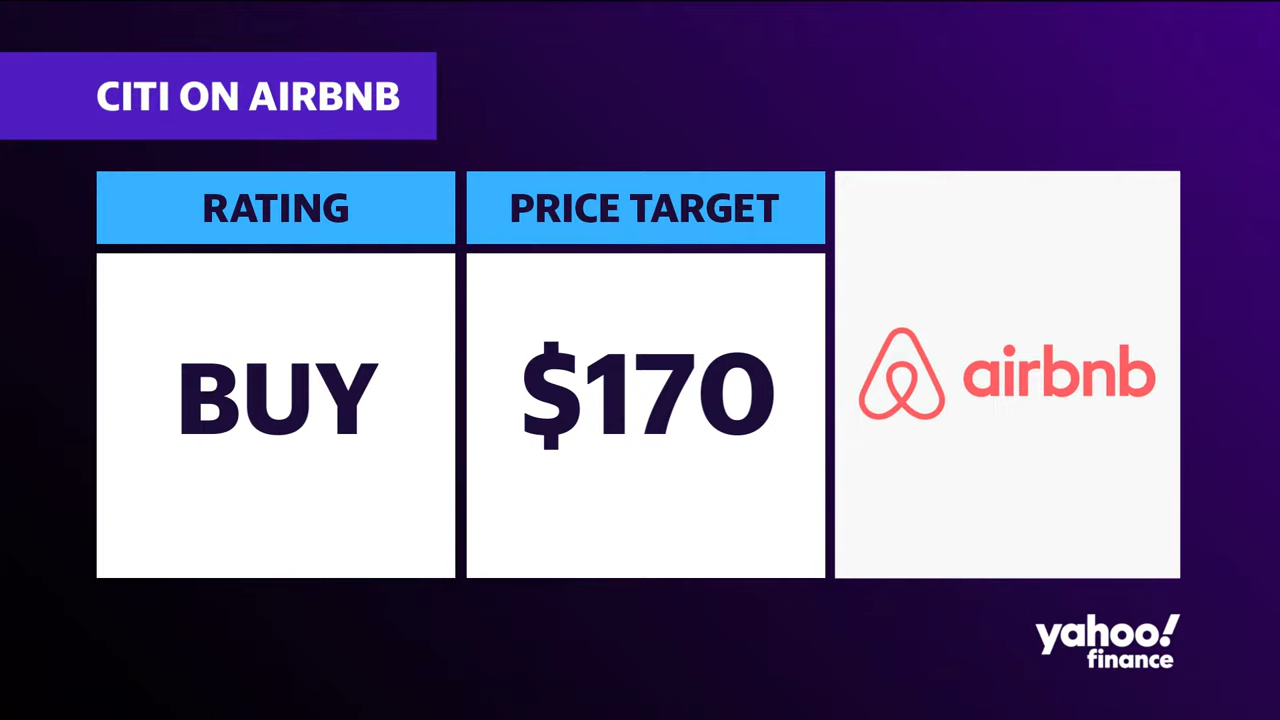 CITI ON AIRBNB
RATING
PRICE TARGET
BUY
$170
airbnb
yahoo!
finance